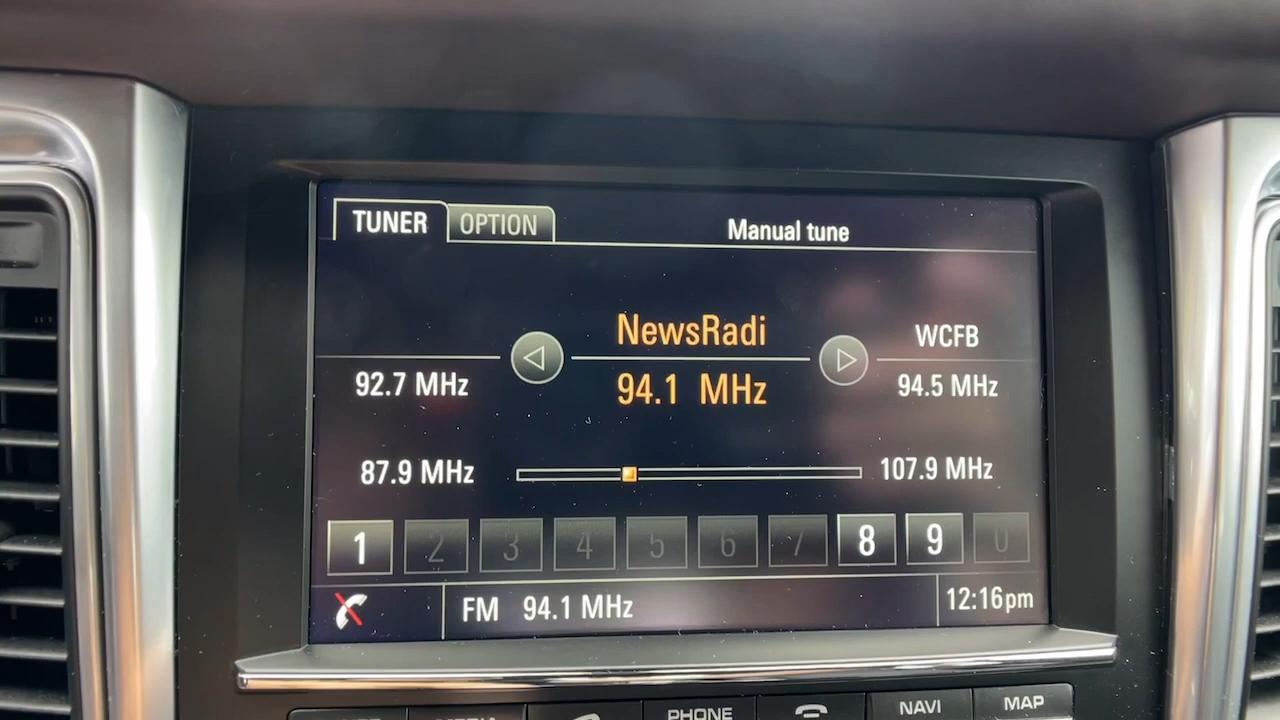 TUNER OPTION Manual tune
NewsRadi WCFB
92.7 MHz 94.1 MHz 94.5 MHz
87.9 MHz 107.9 MHz
1 2 3 4 5 6 7 8 9 0
FM 94.1 MHz 12:16pm
PHONE NAVI MAP